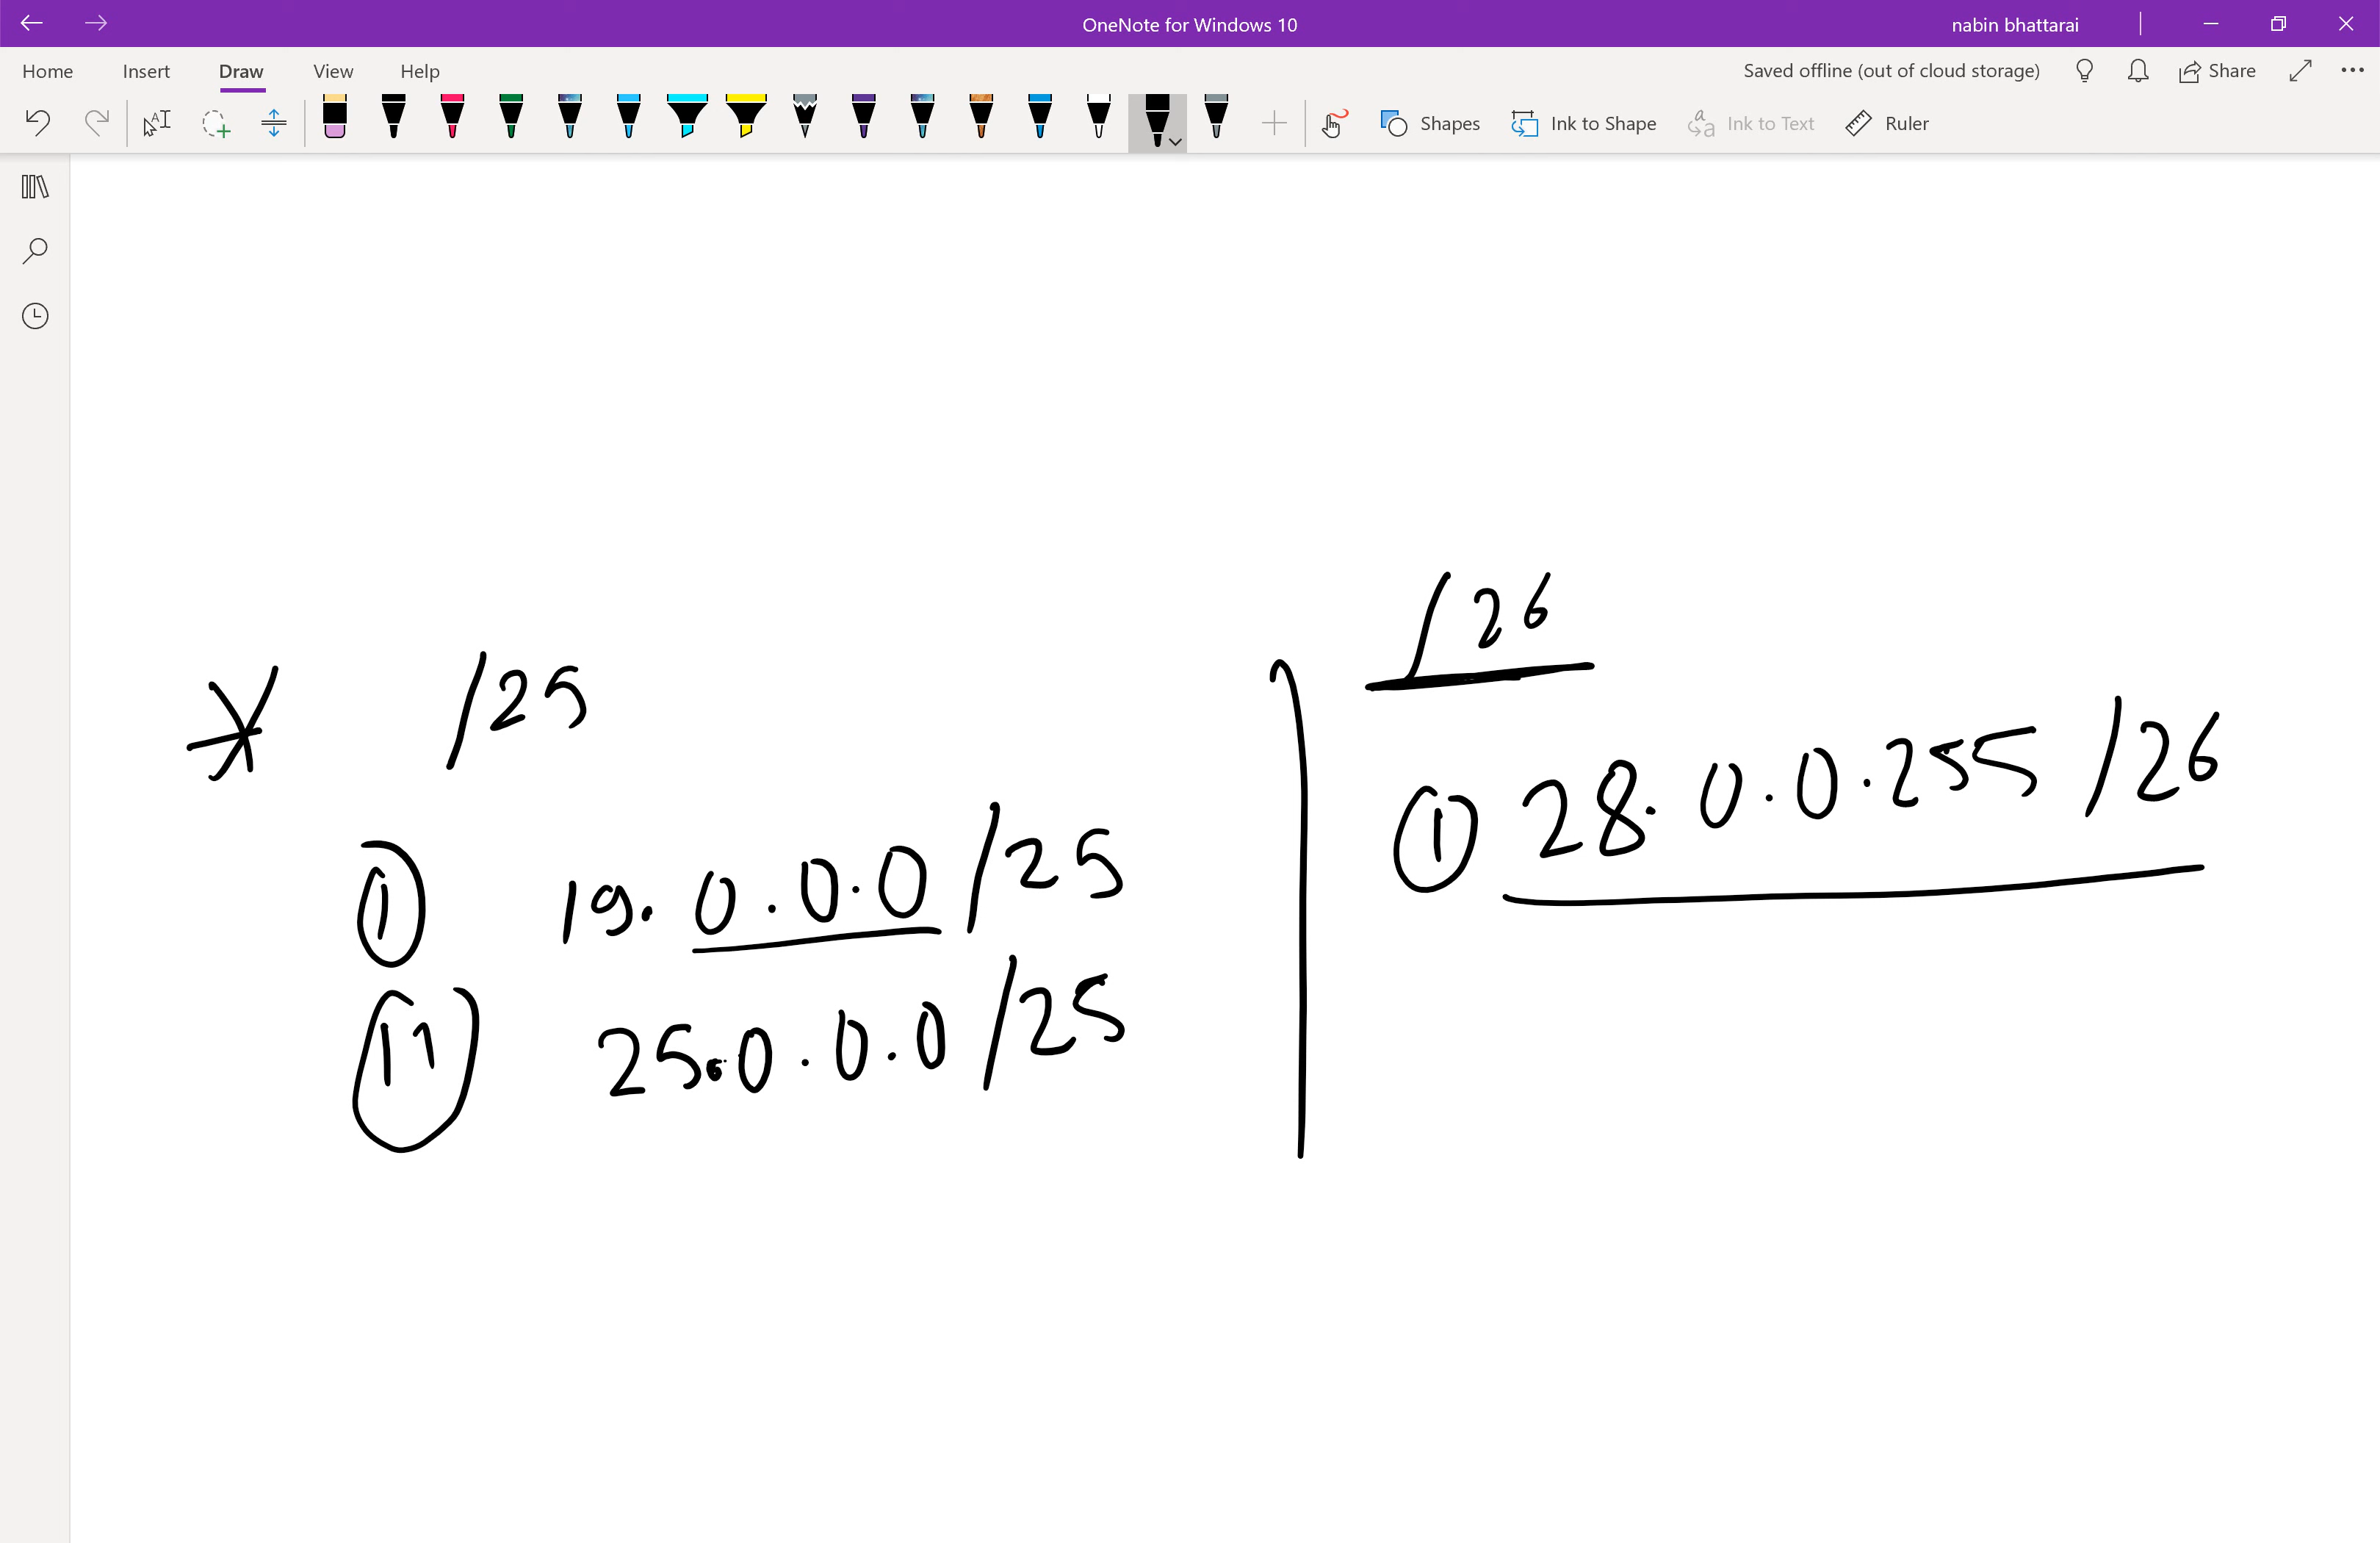 OneNote for Windows 10
nabin bhattarai
Home Insert Draw View Help
Saved offline (out of cloud storage) Share
Shapes Ink to Shape Ink to Text Ruler
/25
① 19.0.0.0/25
⑪ 25.0.0.0/25
/26
① 28.0.0.255/26